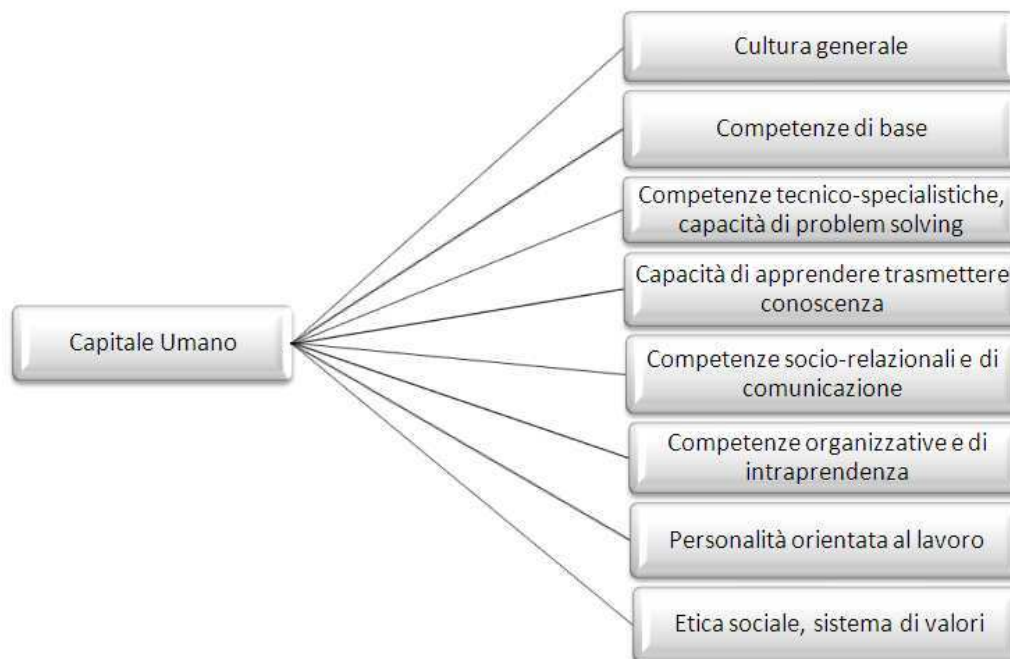 Cultura generale
Competenze di base
Competenze tecnico-specialistiche,
capacità di problem solving
Capacità di apprendere trasmettere
conoscenza
Capitale Umano
Competenze socio-relazionali e di
comunicazione
Competenze organizzative e di
intraprendenza
Personalità orientata al lavoro
Etica sociale, sistema di valori